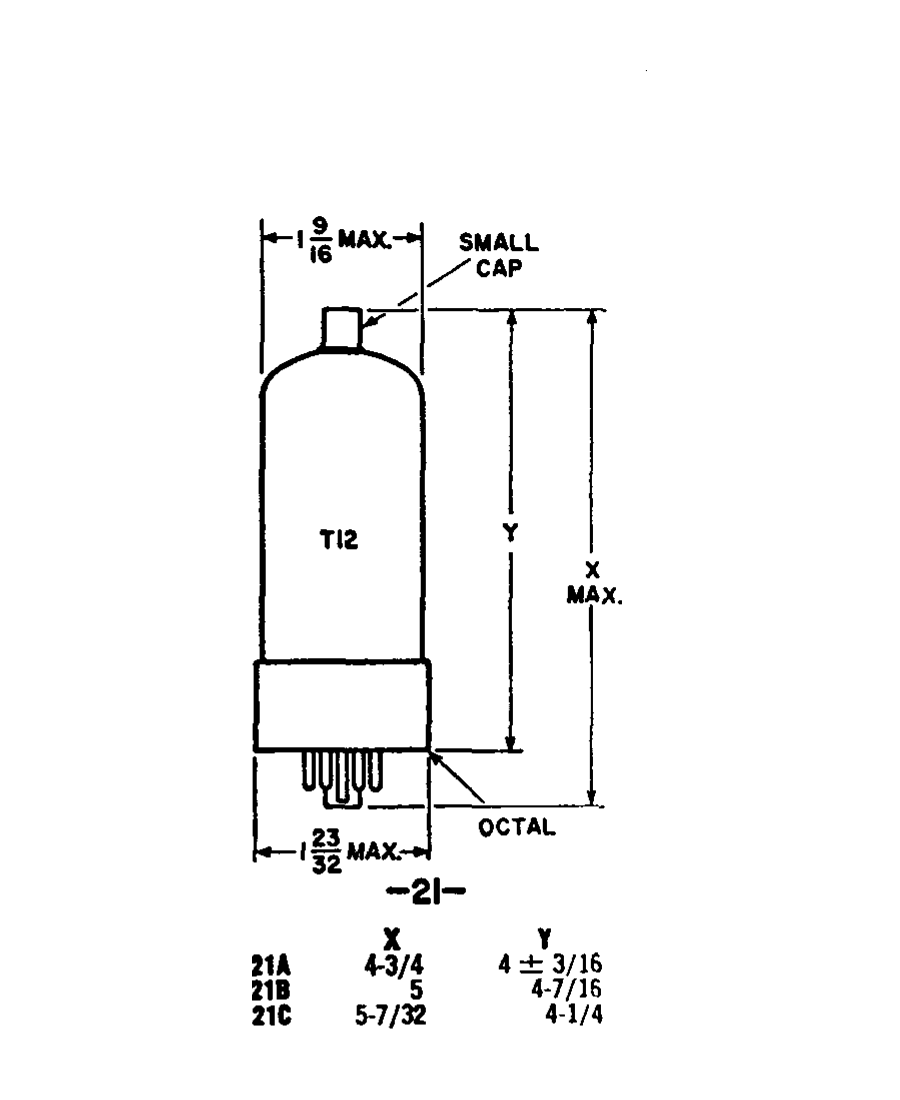 1 9/16 MAX.
SMALL
CAP
T12
Y
X
MAX.
OCTAL
1 23/32 MAX.
-21-
X Y
21A 4-3/4 4 ± 3/16
21B 5 4-7/16
21C 5-7/32 4-1/4